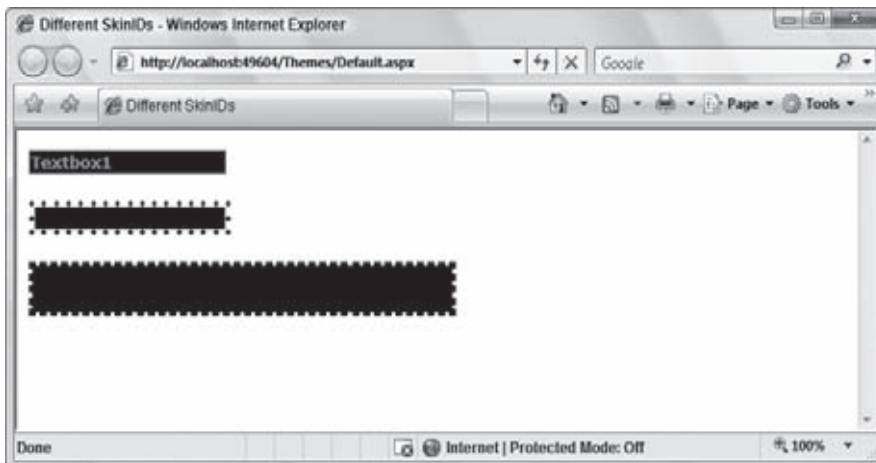 Different SkinIDs - Windows Internet Explorer
http://localhost:49604/Themes/Default.aspx
Google
Different SkinIDs
Page
Tools
Textbox1
Done
Internet | Protected Mode: Off
100%